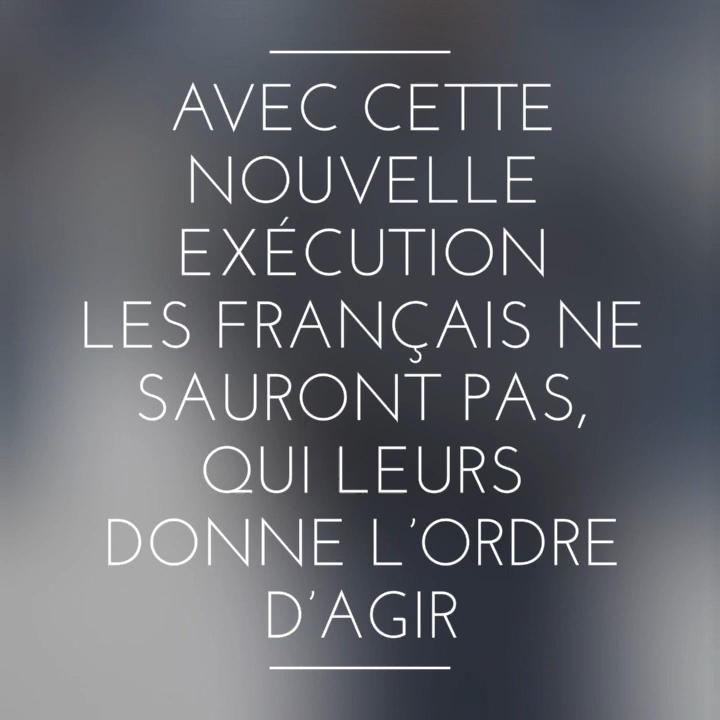 AVEC CETTE
NOUVELLE
EXÉCUTION
LES FRANÇAIS NE
SAURONT PAS,
QUI LEURS
DONNE L'ORDRE
D'AGIR